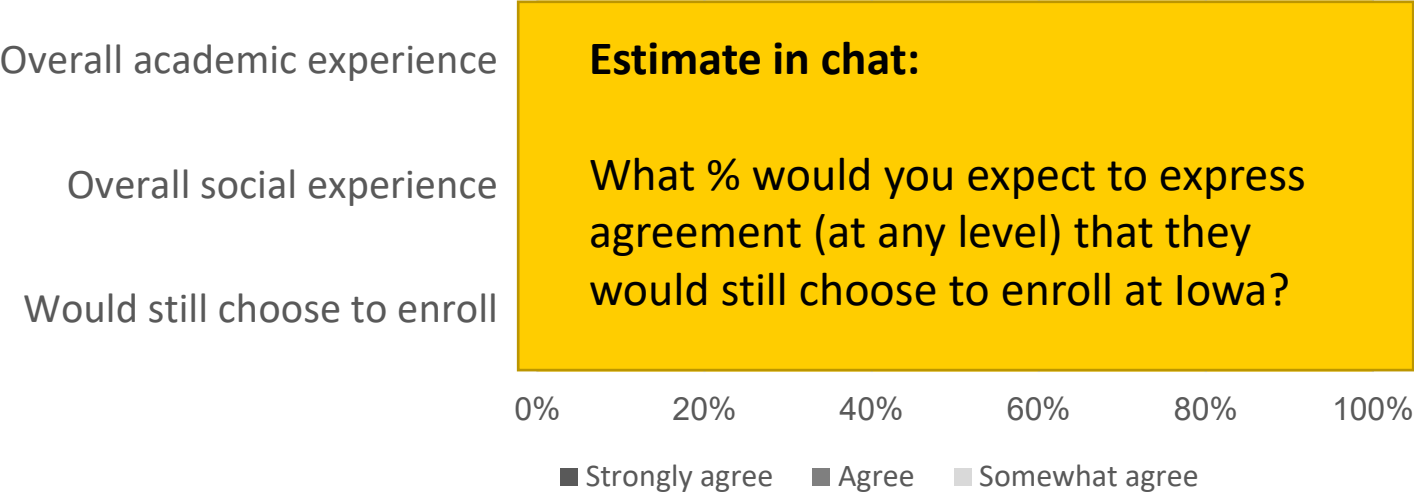 Overall academic experience
Overall social experience
Would still choose to enroll
Estimate in chat:
What % would you expect to express
agreement (at any level) that they
would still choose to enroll at Iowa?
0% 20% 40% 60% 80% 100%
Strongly agree Agree Somewhat agree